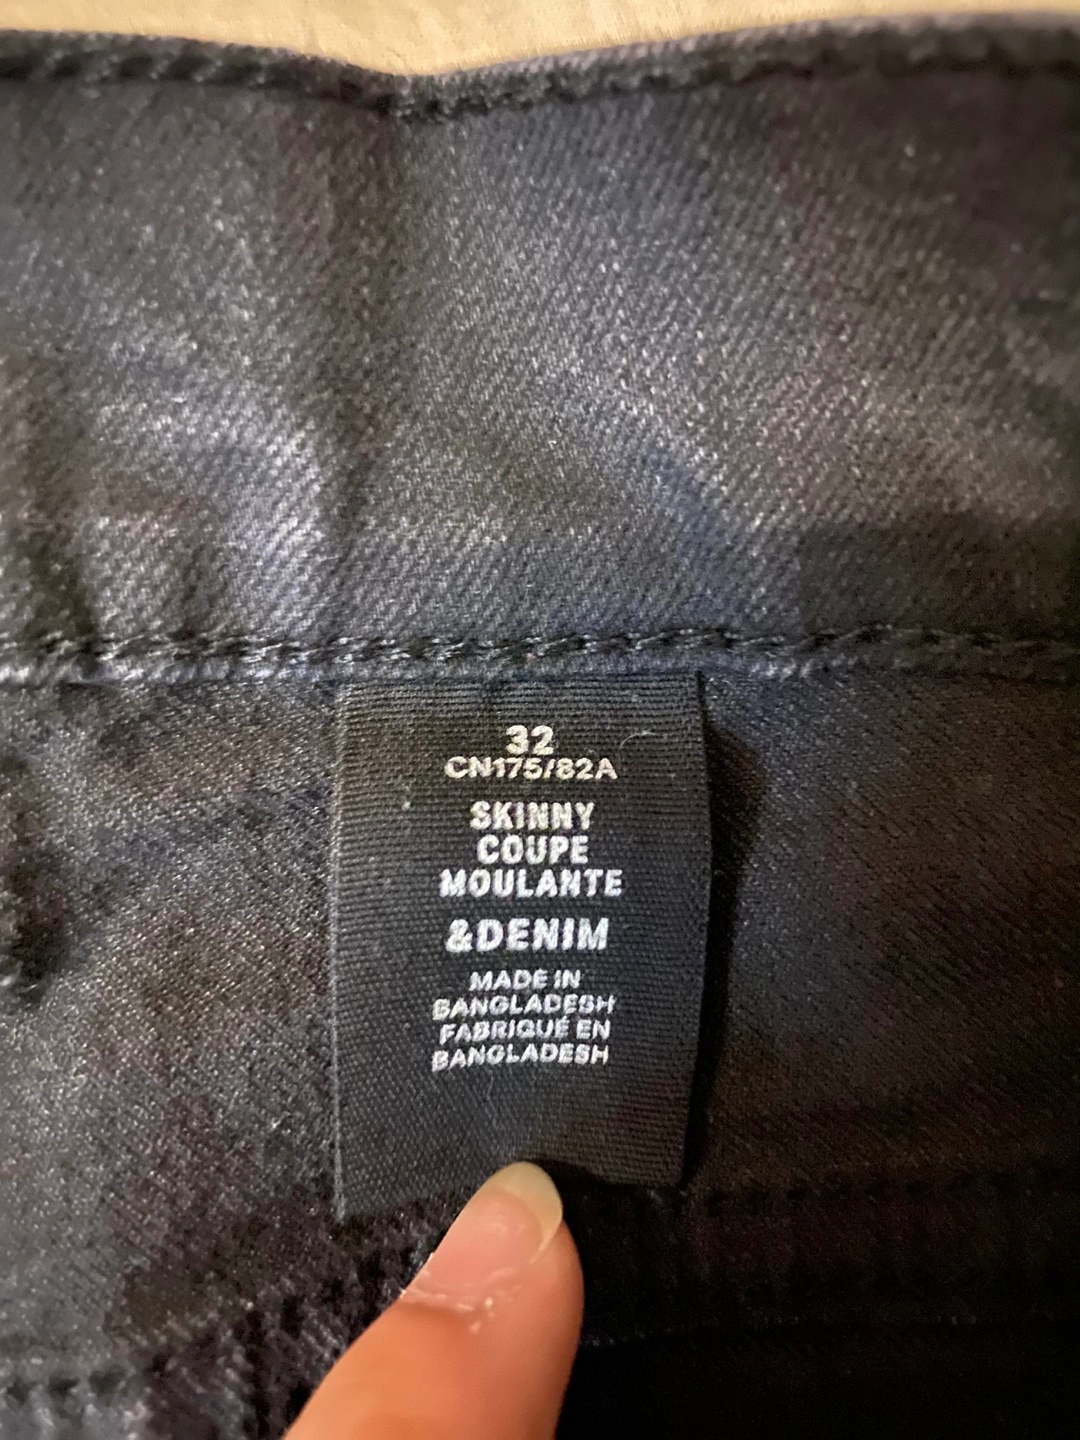 32
CN175/82A
SKINNY
COUPE
MOULANTE
&DENIM
MADE IN
BANGLADESH
FABRIQUÉ EN
BANGLADESH